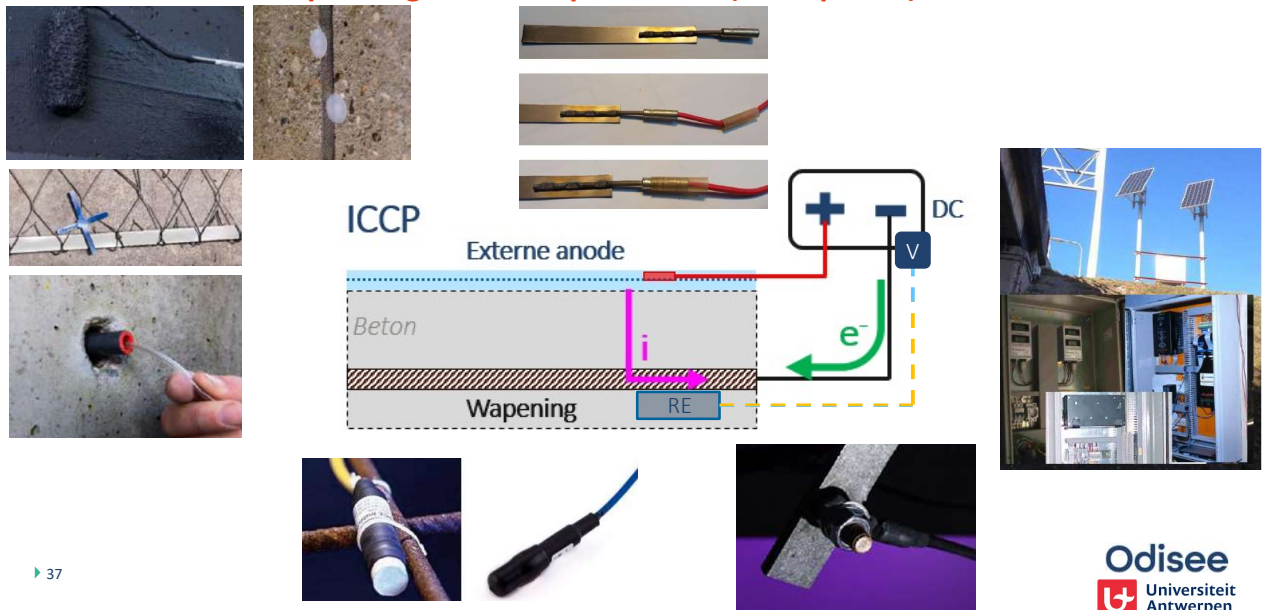 ICCP
DC
V
Externe anode
Beton
i
e⁻
Wapening
RE
37
Odisee
Universiteit
Antwerpen